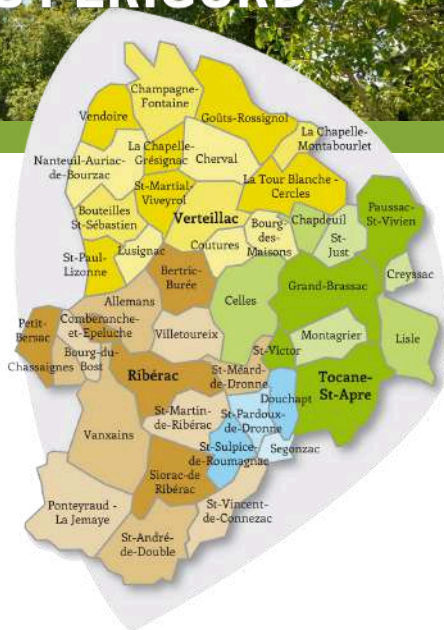 PÉRIGORD
Champagne-
Fontaine
Vendoire
Goûts-Rossignol
La Chapelle-
Montabourlet
La Chapelle-
Grésignac
Cherval
Nanteuil-Auriac-
de-Bourzac
St-Martial-
Viveyrol
La Tour Blanche -
Cercles
Paussac-
St-Vivien
Bouteilles
St-Sébastien
Verteillac
Bourg-
des-
Maisons
Chapdeuil
St-
Just
Lusignac
Coutures
St-Paul-
Lizonne
Creyssac
Bertric-
Burée
Grand-Brassac
Allemans
Celles
Petit-
Bersac
Comberanche-
et-Epeluche
Villetoureix
Montagrier
Lisle
Chassaignes
Bourg-du-
Bost
St-Victor
Ribérac
St-Méard-
de-Dronne
Tocane-
St-Apre
Douchapt
St-Martin-
de-Ribérac
St-Pardoux-
de-Dronne
Vanxains
St-Sulpice-
de-Roumagnac
Segonzac
Siorac-de
Ribérac
Ponteyraud -
La Jemaye
St-Vincent-
de-Connezac
St-André-
de-Double